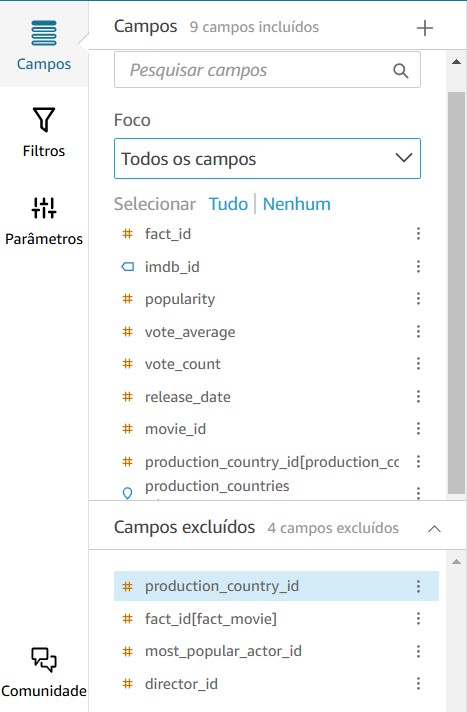 Campos
Filtros
Parâmetros
Comunidade
Campos 9 campos incluídos
Pesquisar campos
Foco
Todos os campos
Selecionar Tudo | Nenhum
# fact_id
imdb_id
# popularity
# vote_average
# vote_count
# release_date
# movie_id
# production_country_id[production_cc
production_countries
Campos excluídos 4 campos excluídos
# production_country_id
# fact_id[fact_movie]
# most_popular_actor_id
# director_id